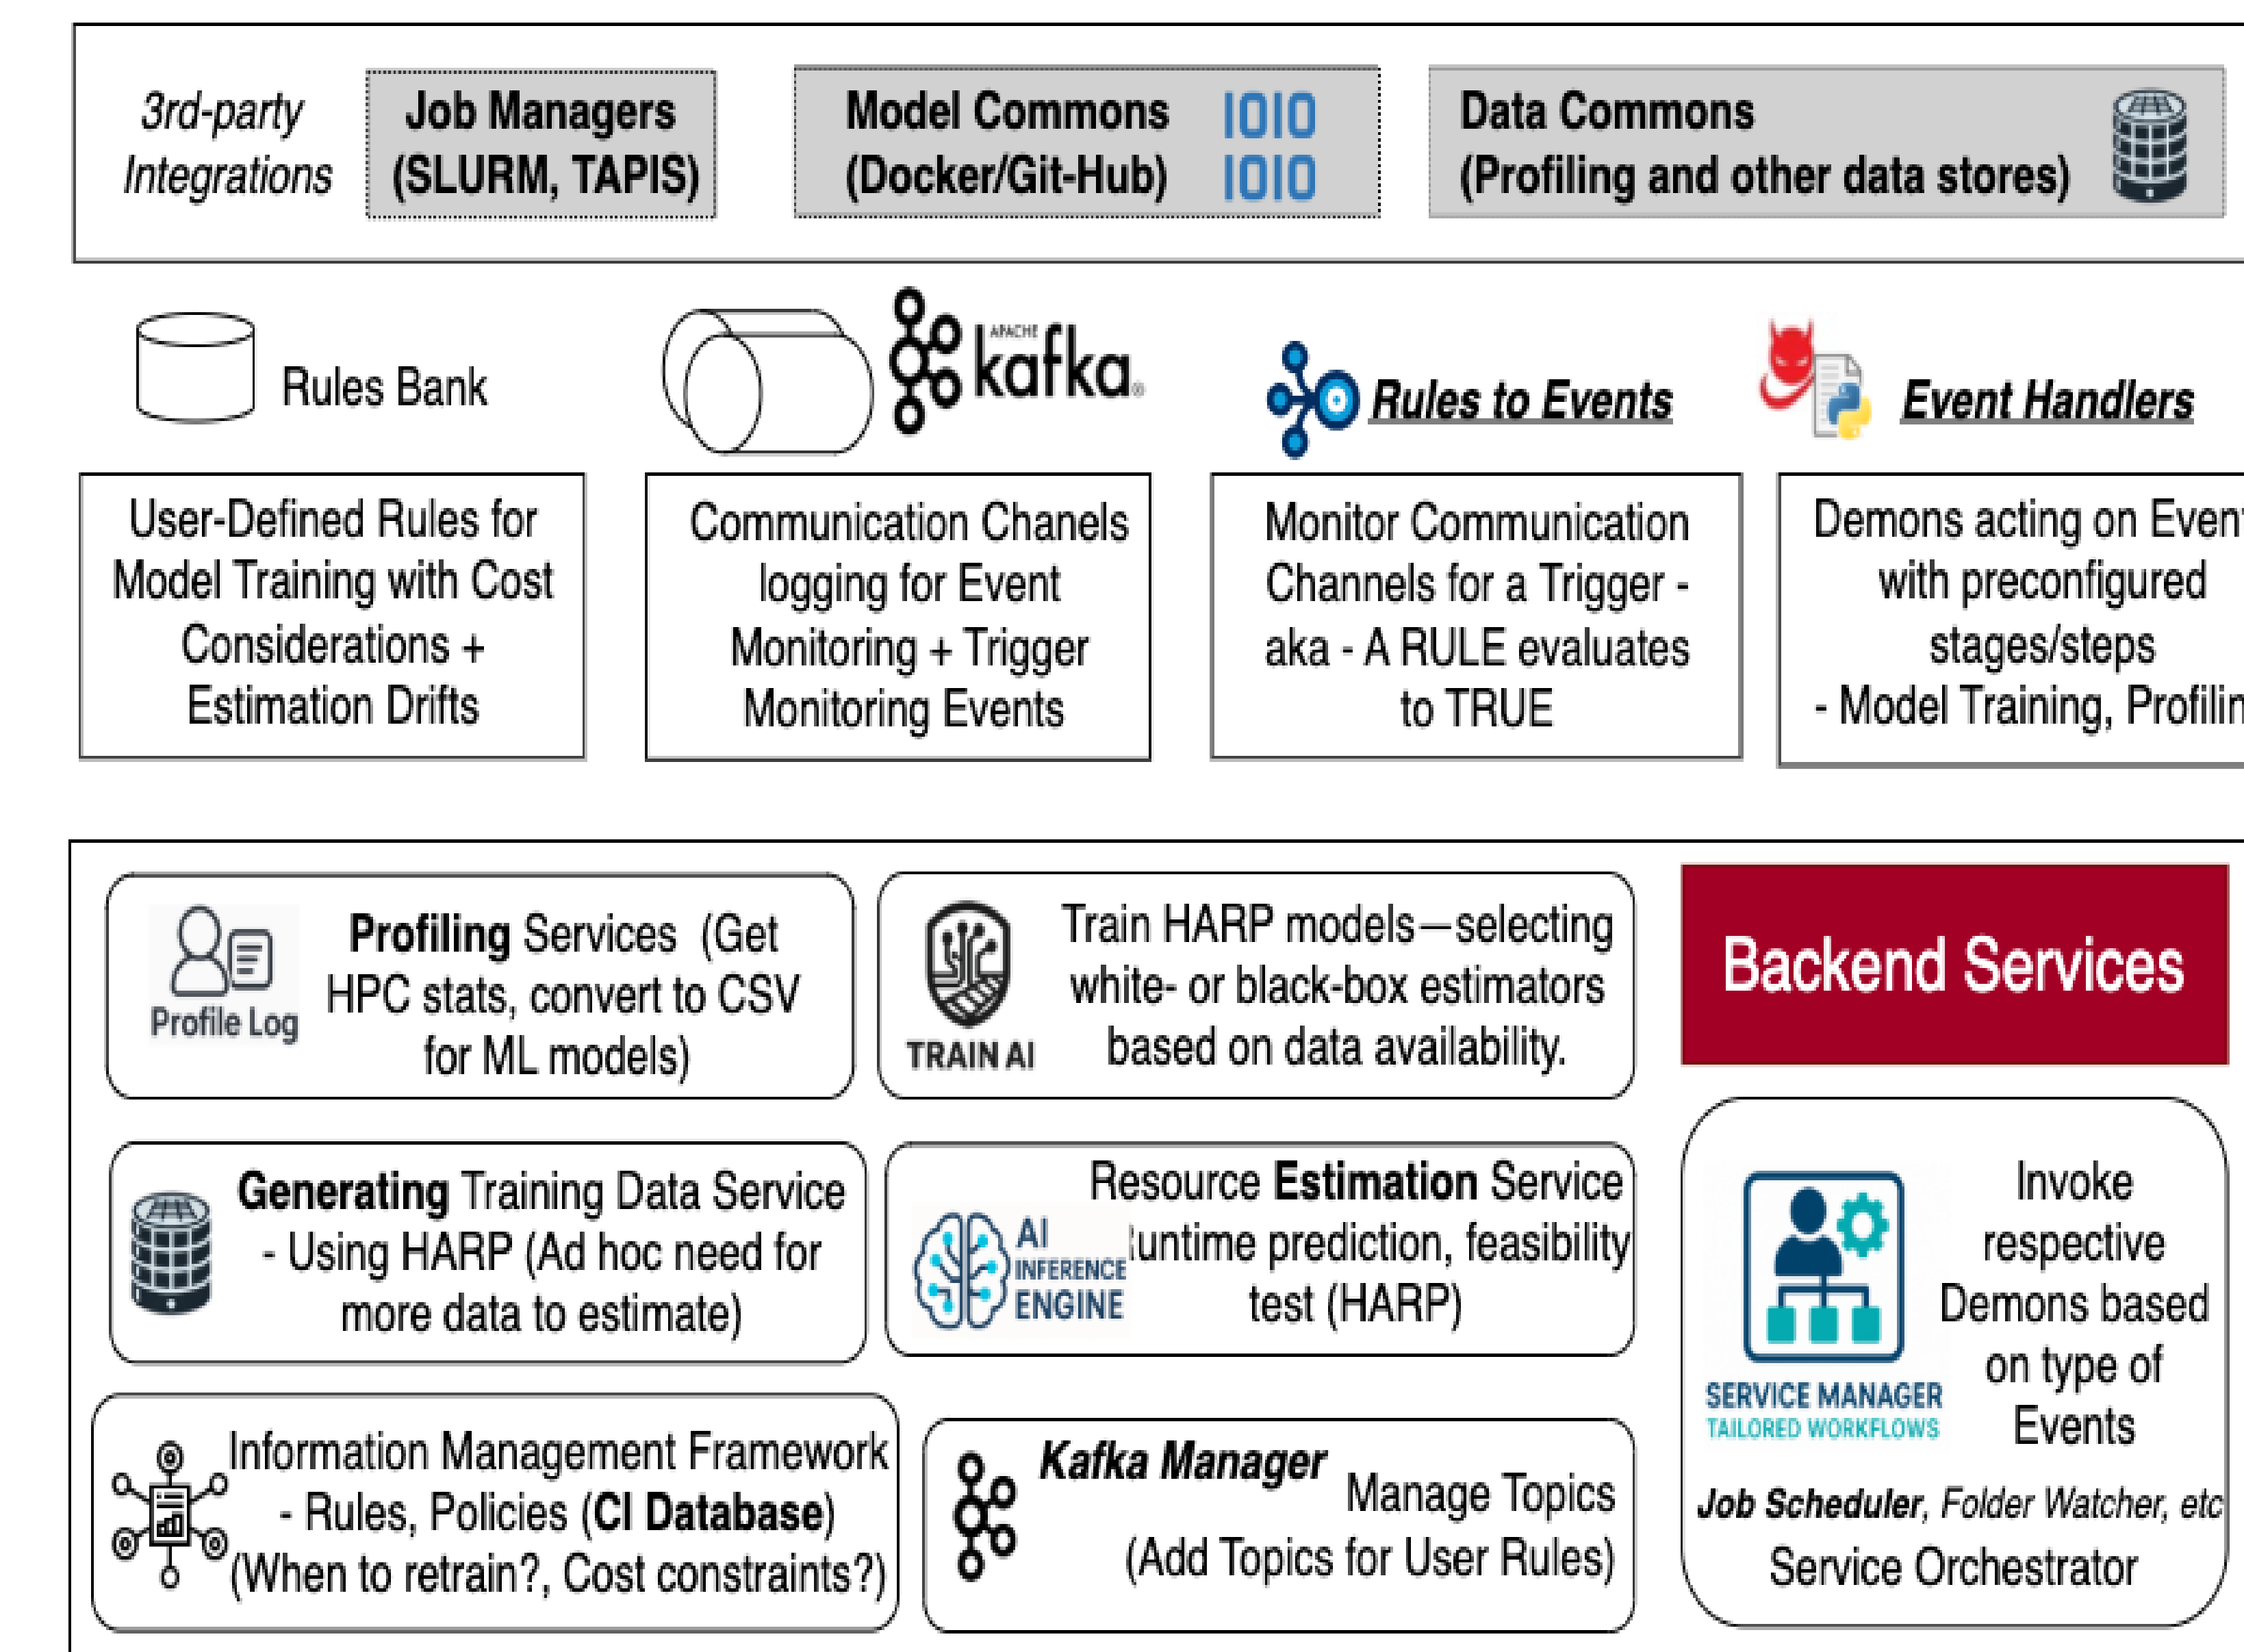 3rd-party
Integrations
Job Managers
(SLURM, TAPIS)
Model Commons
(Docker/Git-Hub)
IOIO
IOIO
Data Commons
(Profiling and other data stores)
Rules Bank
APACHE
kafka
Rules to Events
Event Handlers
User-Defined Rules for
Model Training with Cost
Considerations +
Estimation Drifts
Communication Chanels
logging for Event
Monitoring + Trigger
Monitoring Events
Monitor Communication
Channels for a Trigger -
aka - A RULE evaluates
to TRUE
Demons acting on Event
with preconfigured
stages/steps
- Model Training,
Profile Log
Profiling Services (Get
HPC stats, convert to CSV
for ML models)
TRAIN AI
Train HARP models—selecting
white- or black-box estimators
based on data availability.
Backend Services
Generating Training Data Service
- Using HARP (Ad hoc need for
more data to estimate)
AI
INFERENCE
ENGINE
Resource Estimation Service
untime prediction, feasibility
test (HARP)
SERVICE MANAGER
TAILORED WORKFLOWS
Invoke
respective
Demons based
on type of
Events
Job Scheduler, Folder Watcher, etc
Service Orchestrator
Information Management Framework
- Rules, Policies (CI Database)
(When to retrain?, Cost constraints?)
Kafka Manager
Manage Topics
(Add Topics for User Rules)